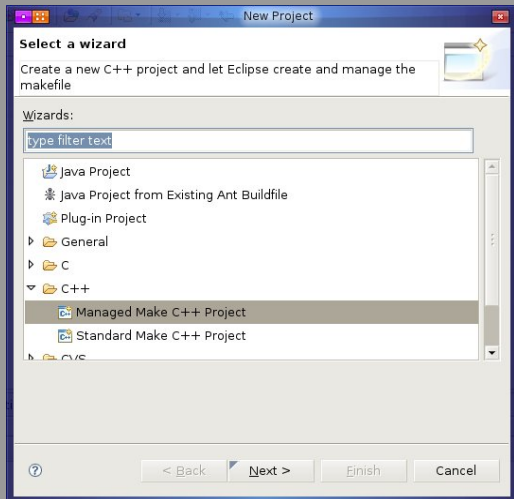 New Project
Select a wizard
Create a new C++ project and let Eclipse create and manage the
makefile
Wizards:
type filter text
Java Project
Java Project from Existing Ant Buildfile
Plug-in Project
General
C
C++
Managed Make C++ Project
Standard Make C++ Project
CVS
< Back Next > Finish Cancel